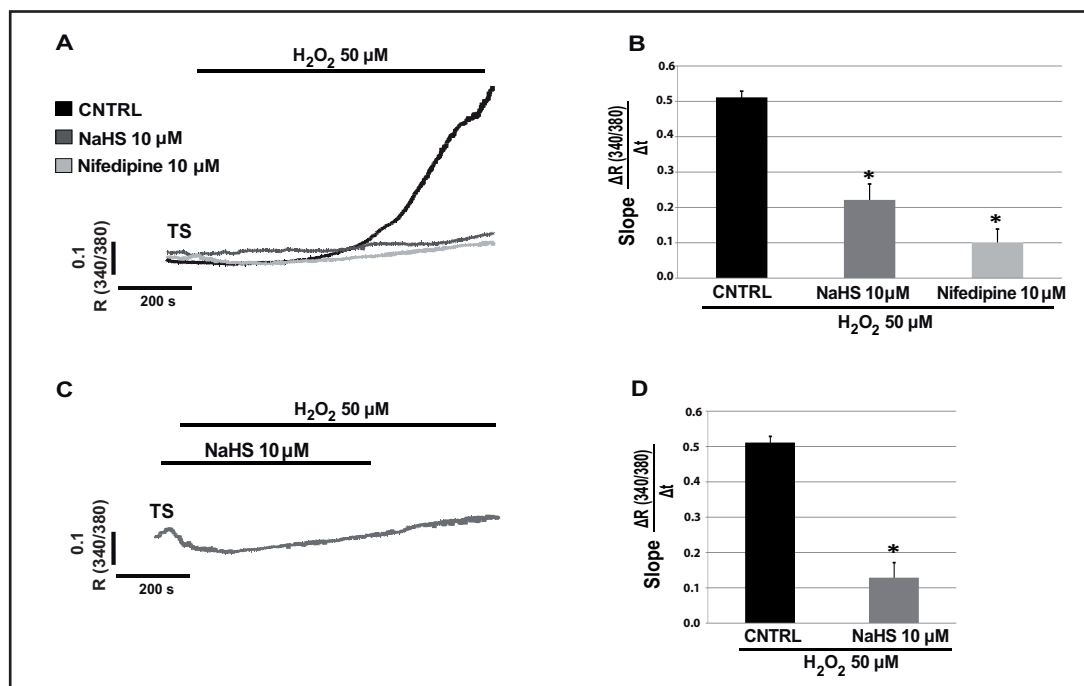 A
H₂O₂ 50 µM
CNTRL
NaHS 10 µM
Nifedipine 10 µM
TS
0.1
R (340/380)
200 s
B
0.6
0.5
0.4
0.3
0.2
0.1
0.0
Slope ΔR (340/380)
Δt
*
*
CNTRL
NaHS 10µM
Nifedipine 10µM
H₂O₂ 50 µM
C
H₂O₂ 50 µM
NaHS 10 µM
TS
0.1
R (340/380)
200 s
D
0.6
0.5
0.4
0.3
0.2
0.1
0.0
Slope ΔR (340/380)
Δt
*
CNTRL
NaHS 10 µM
H₂O₂ 50 µM